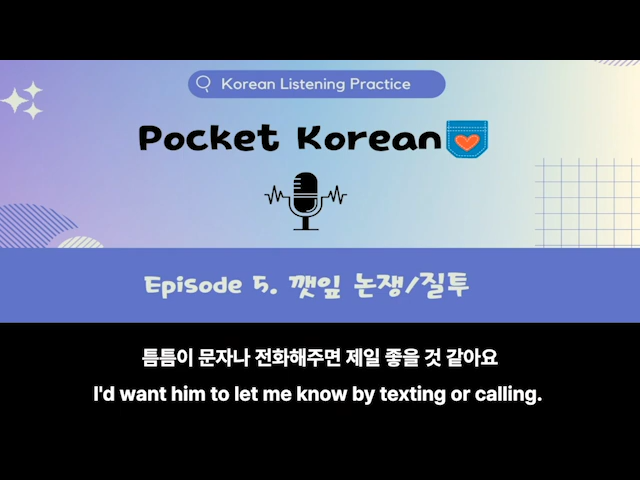 Korean Listening Practice
Pocket Korean
Episode 5. 깻잎 논쟁/질투
틈틈이 문자나 전화해주면 제일 좋을 것 같아요
I'd want him to let me know by texting or calling.